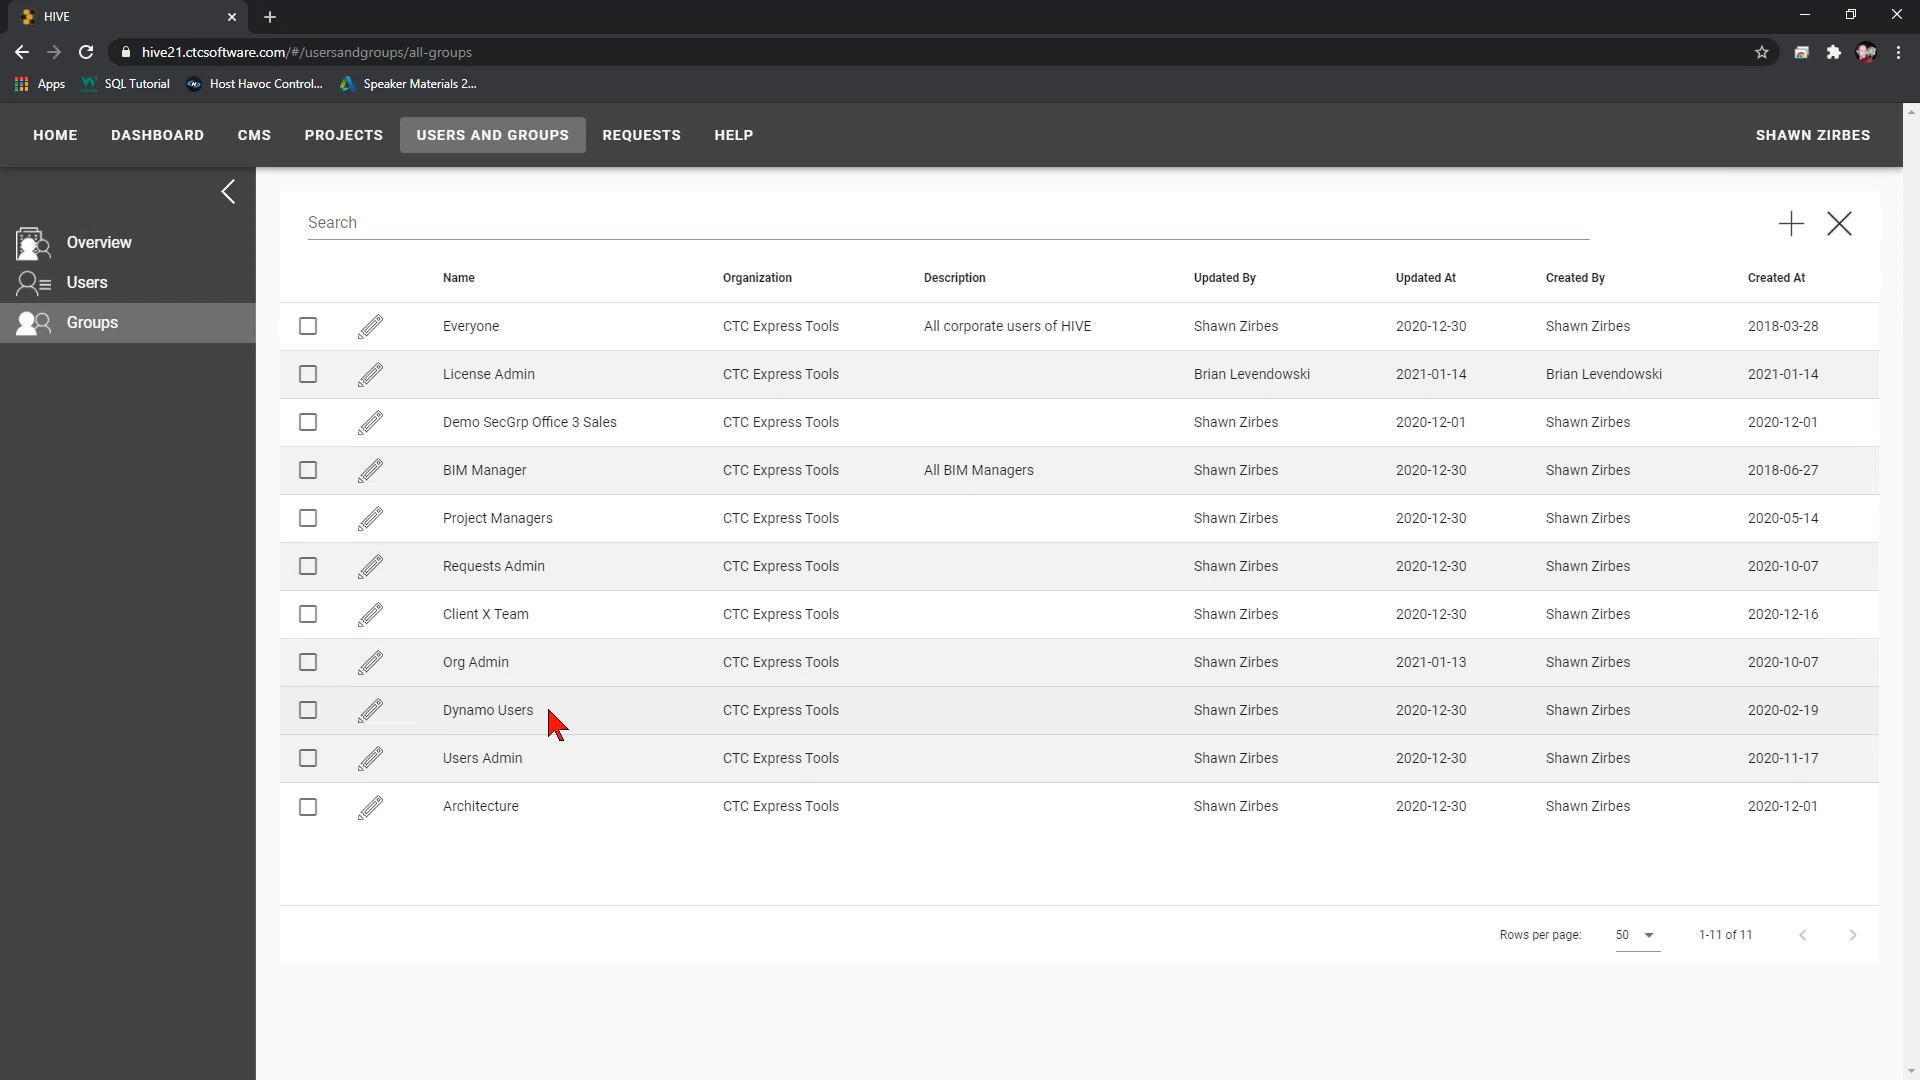 HIVE
hive21.ctcsoftware.com/#/usersandgroups/all-groups
Apps SQL Tutorial Host Havoc Control... Speaker Materials 2...
HOME DASHBOARD CMS PROJECTS USERS AND GROUPS REQUESTS HELP SHAWN ZIRBES
Overview
Users
Groups
Search
Name Organization Description Updated By Updated At Created By Created At
Everyone CTC Express Tools All corporate users of HIVE Shawn Zirbes 2020-12-30 Shawn Zirbes 2018-03-28
License Admin CTC Express Tools Brian Levendowski 2021-01-14 Brian Levendowski 2021-01-14
Demo SecGrp Office 3 Sales CTC Express Tools Shawn Zirbes 2020-12-01 Shawn Zirbes 2020-12-01
BIM Manager CTC Express Tools All BIM Managers Shawn Zirbes 2020-12-30 Shawn Zirbes 2018-06-27
Project Managers CTC Express Tools Shawn Zirbes 2020-12-30 Shawn Zirbes 2020-05-14
Requests Admin CTC Express Tools Shawn Zirbes 2020-12-30 Shawn Zirbes 2020-10-07
Client X Team CTC Express Tools Shawn Zirbes 2020-12-30 Shawn Zirbes 2020-12-16
Org Admin CTC Express Tools Shawn Zirbes 2021-01-13 Shawn Zirbes 2020-10-07
Dynamo Users CTC Express Tools Shawn Zirbes 2020-12-30 Shawn Zirbes 2020-02-19
Users Admin CTC Express Tools Shawn Zirbes 2020-12-30 Shawn Zirbes 2020-11-17
Architecture CTC Express Tools Shawn Zirbes 2020-12-30 Shawn Zirbes 2020-12-01
Rows per page: 50 1-11 of 11